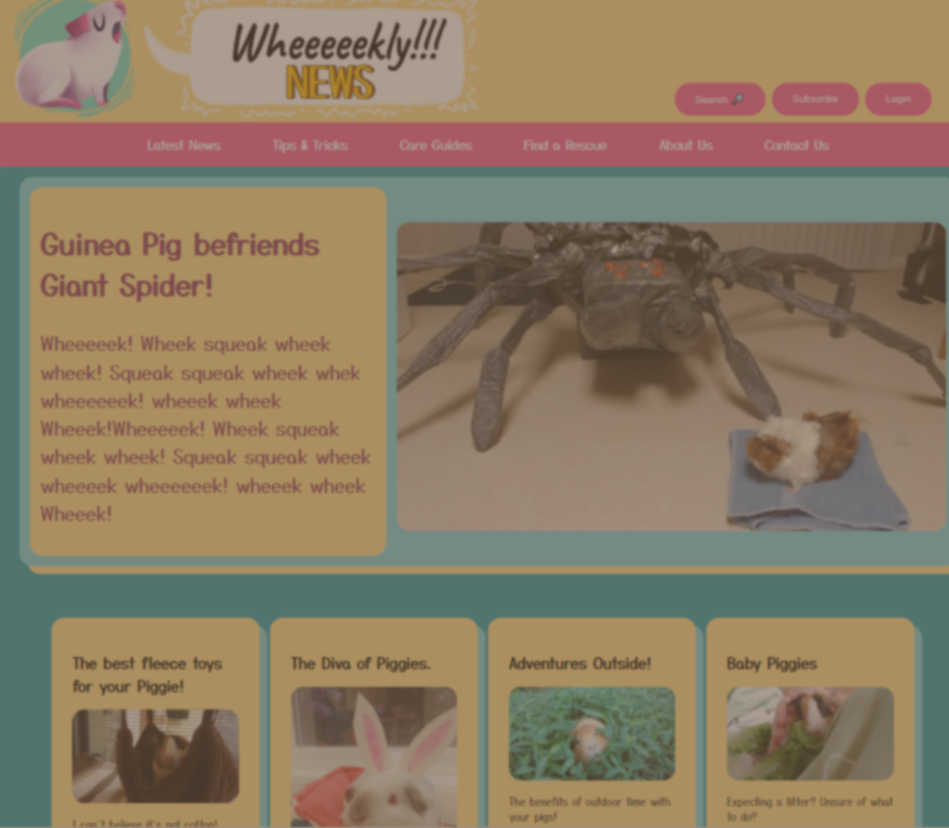 Wheeeeekly!!!
NEWS
Search
Subscribe
Login
Latest News
Tips & Tricks
Care Guides
Find a Rescue
About Us
Contact Us
Guinea Pig befriends
Giant Spider!
Wheeeeek! Wheek squeak wheek
wheek! Squeak squeak wheek whek
wheeeeeek! wheeek wheek
Wheeek!Wheeeeek! Wheek squeak
wheek wheek! Squeak squeak wheek
wheeeek wheeeeeek! wheeek wheek
Wheeek!
The best fleece toys
for your Piggie!
I can't believe it's not cotton!
The Diva of Piggies.
Adventures Outside!
The benefits of outdoor time with
your pigs!
Baby Piggies
Expecting a litter? Unsure of what
to do?